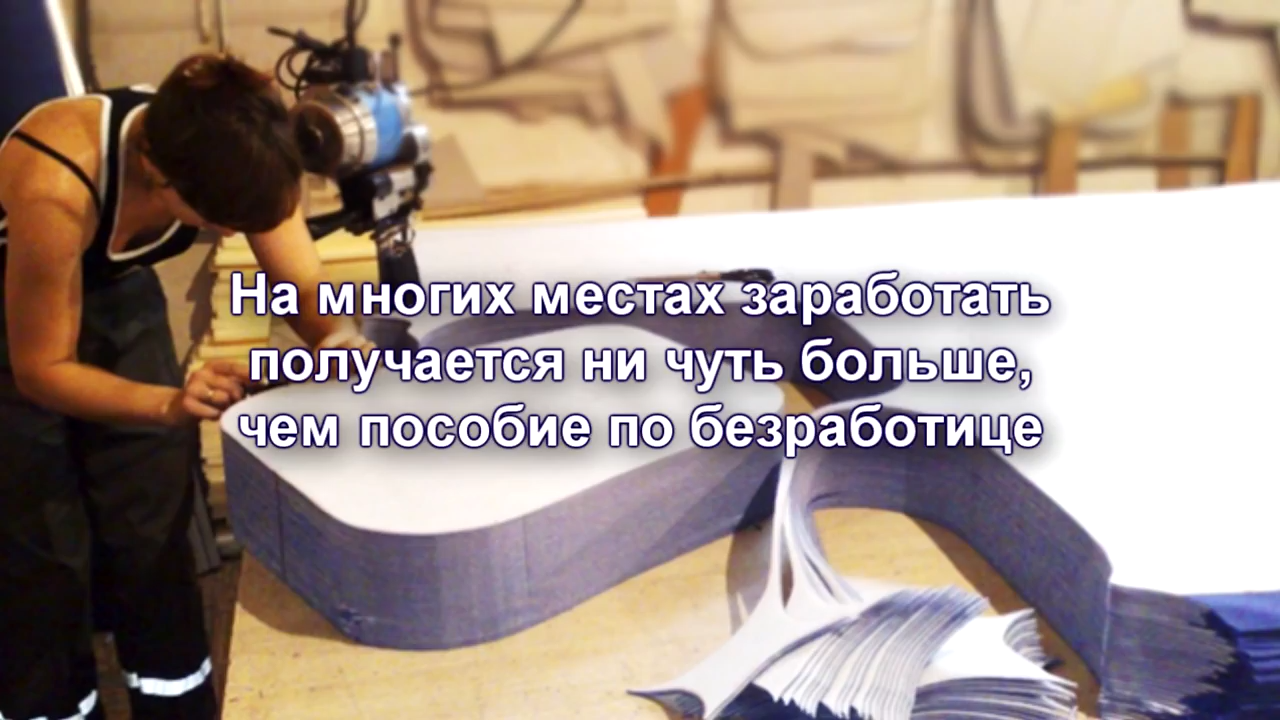 На многих местах заработать
получается ни чуть больше,
чем пособие по безработице